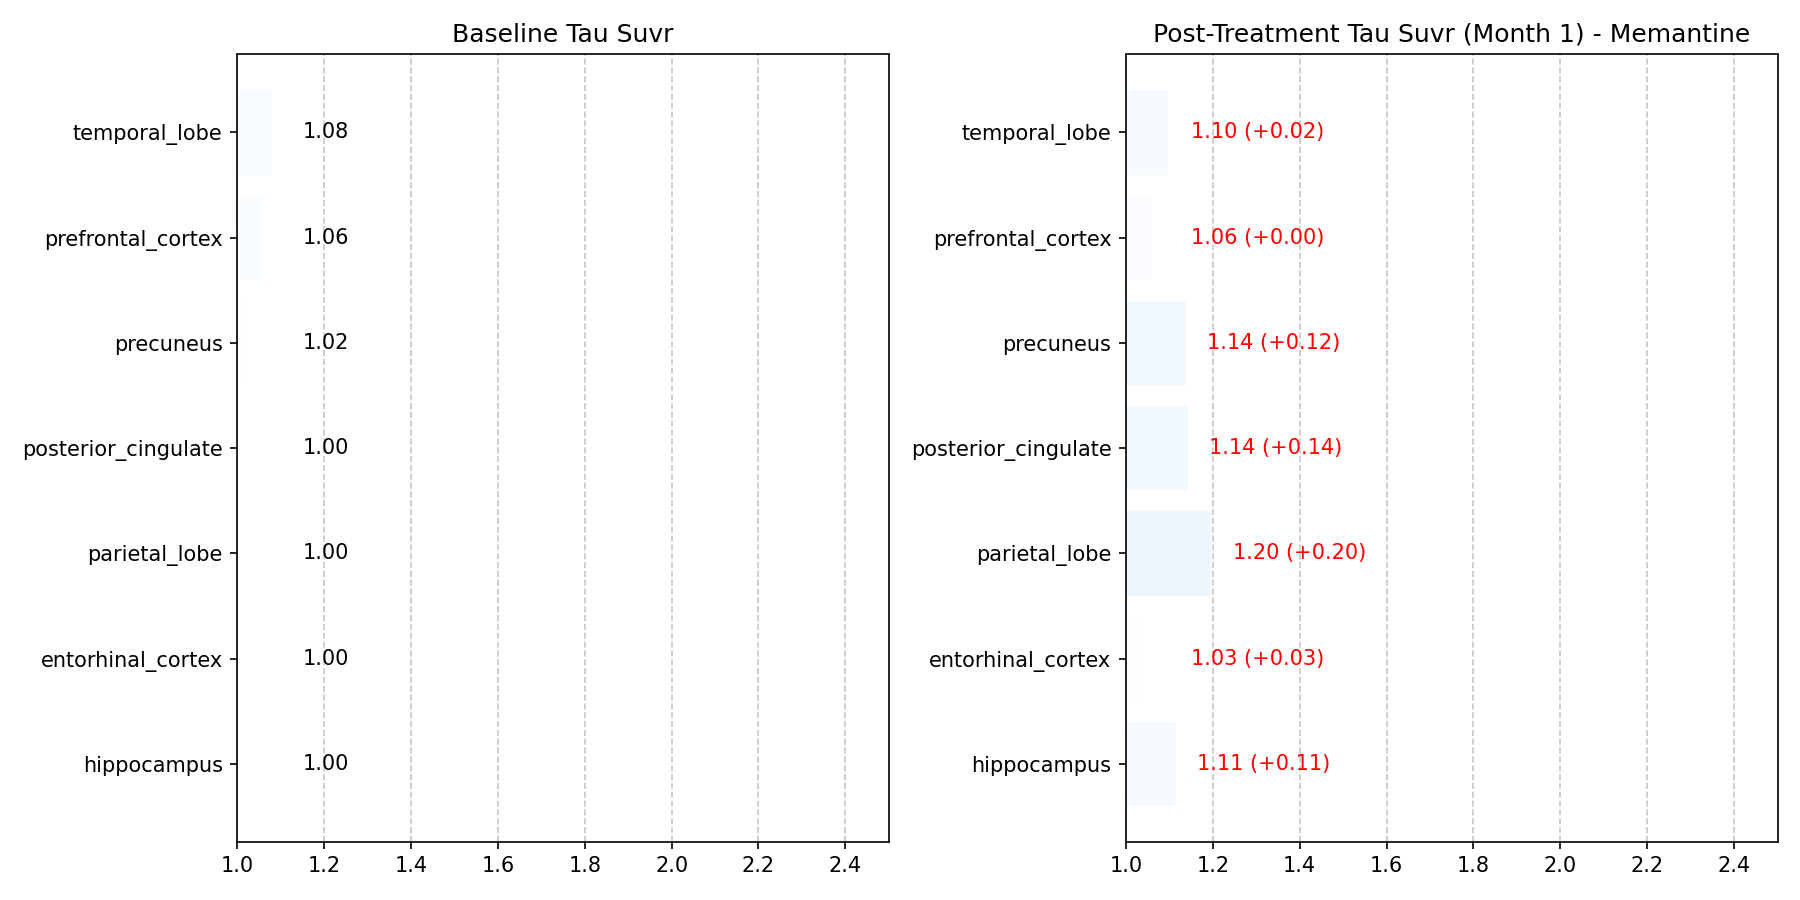 Baseline Tau Suvr
temporal_lobe 1.08
prefrontal_cortex 1.06
precuneus 1.02
posterior_cingulate 1.00
parietal_lobe 1.00
entorhinal_cortex 1.00
hippocampus 1.00
1.0 1.2 1.4 1.6 1.8 2.0 2.2 2.4
Post-Treatment Tau Suvr (Month 1) - Memantine
temporal_lobe 1.10 (+0.02)
prefrontal_cortex 1.06 (+0.00)
precuneus 1.14 (+0.12)
posterior_cingulate 1.14 (+0.14)
parietal_lobe 1.20 (+0.20)
entorhinal_cortex 1.03 (+0.03)
hippocampus 1.11 (+0.11)
1.0 1.2 1.4 1.6 1.8 2.0 2.2 2.4